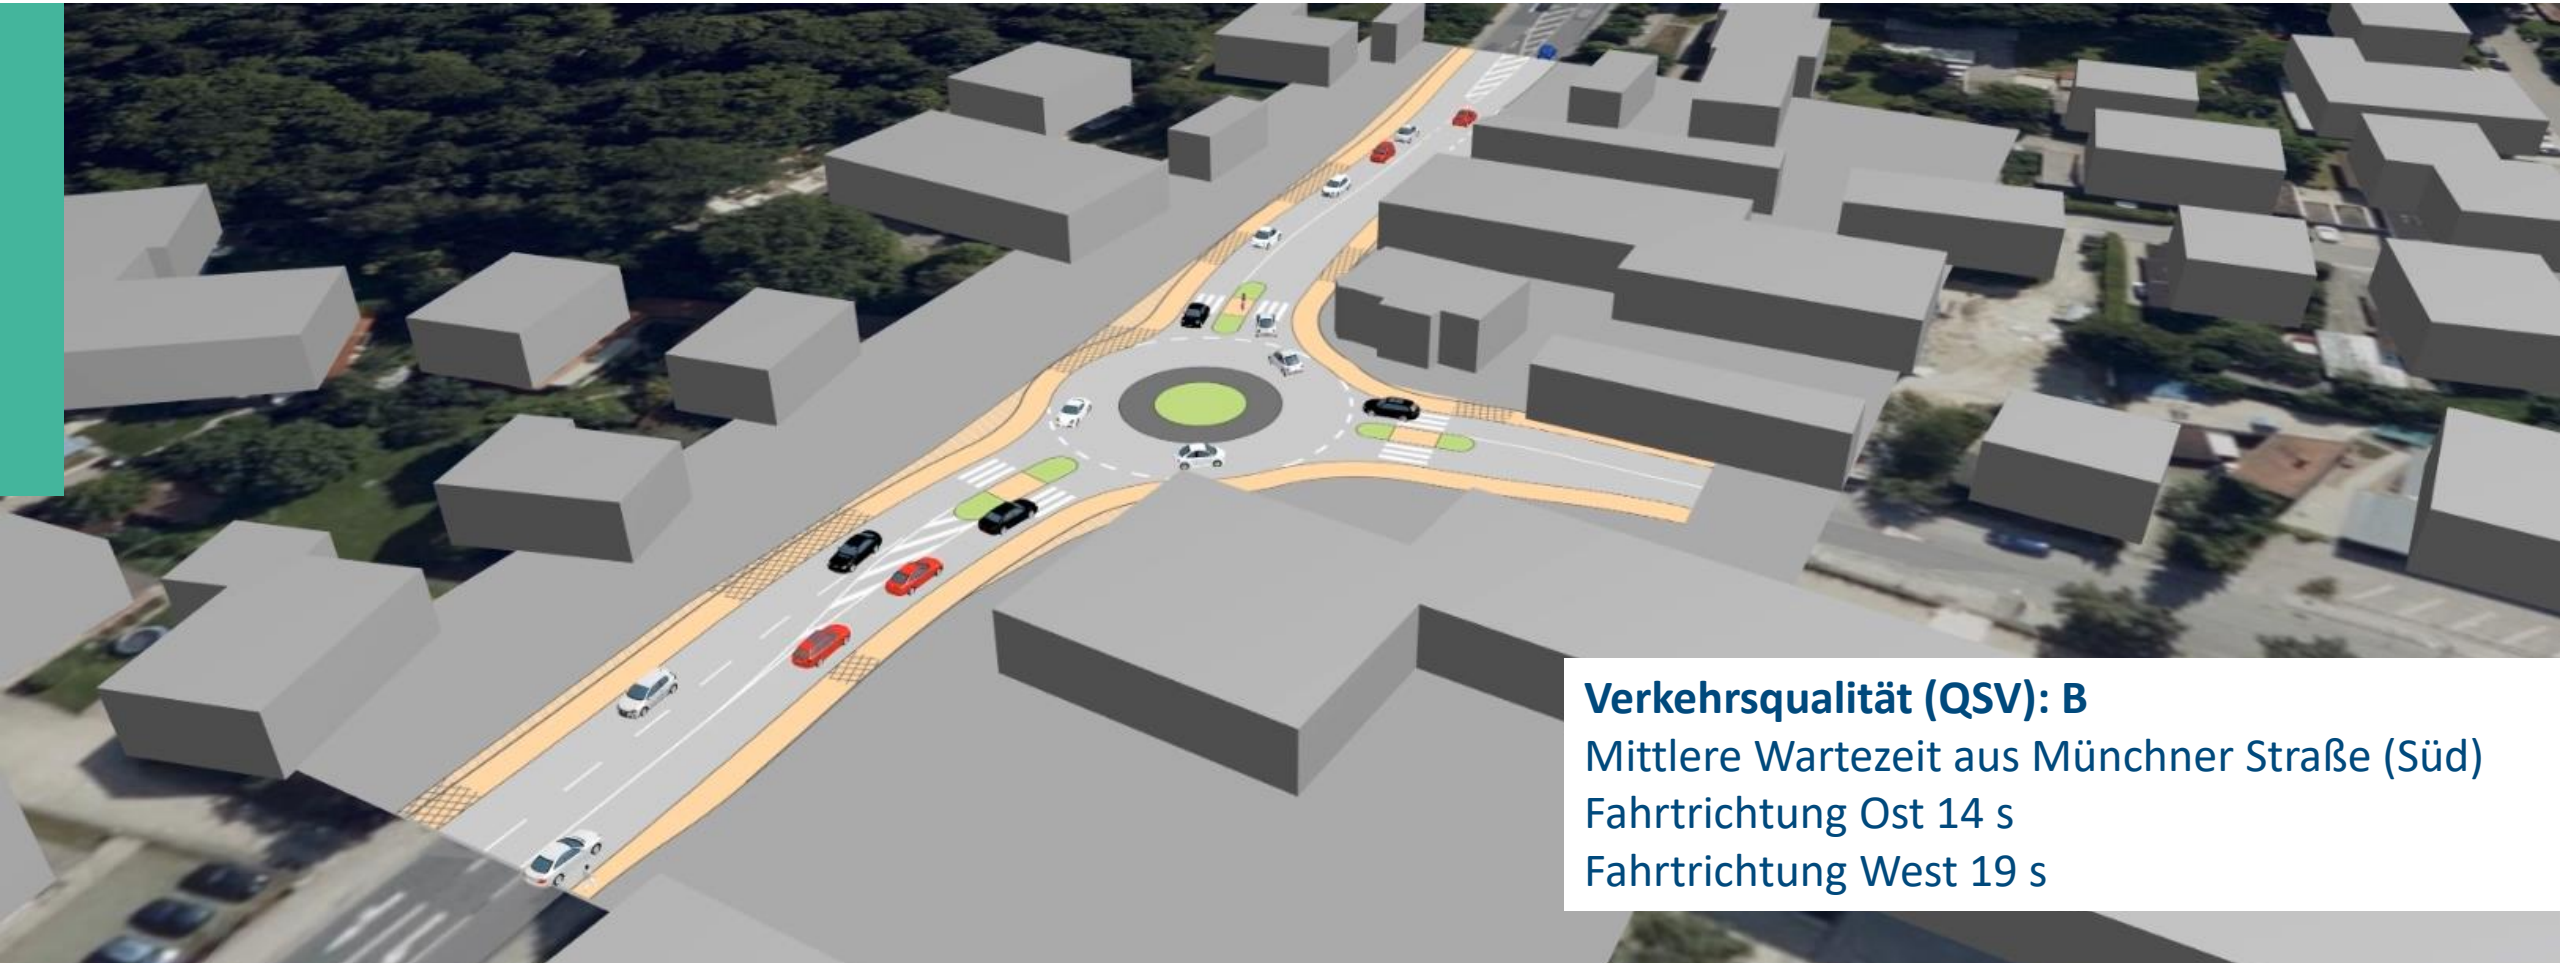 Verkehrsqualität (QSV): B
Mittlere Wartezeit aus Münchner Straße (Süd)
Fahrtrichtung Ost 14 s
Fahrtrichtung West 19 s